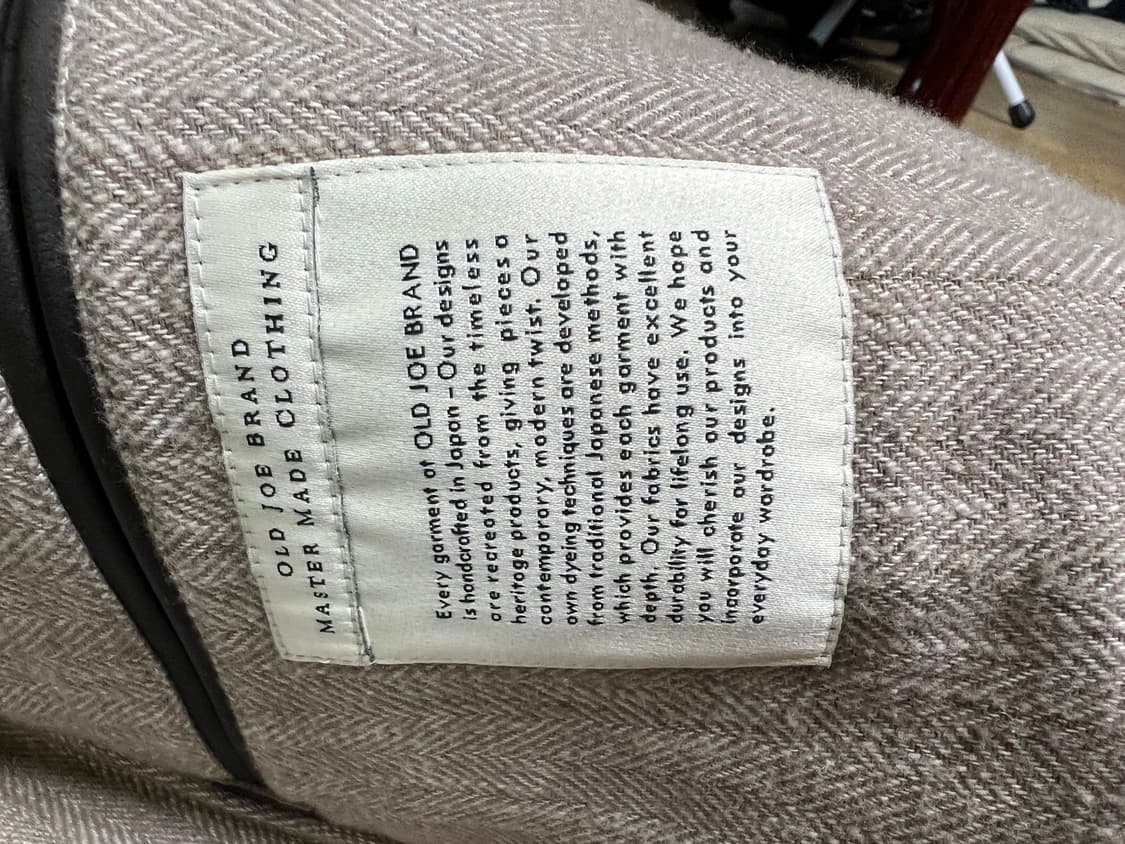 OLD JOE BRAND
MASTER MADE CLOTHING
Every garment at OLD JOE BRAND
is handcrafted in Japan – Our designs
are recreated from the timeless
heritage products, giving pieces a
contemporary, modern twist. Our
own dyeing techniques are developed
from traditional Japanese methods,
which provides each garment with
depth. Our fabrics have excellent
durability for lifelong use. We hope
you will cherish our products and
incorporate our designs into your
everyday wardrobe.